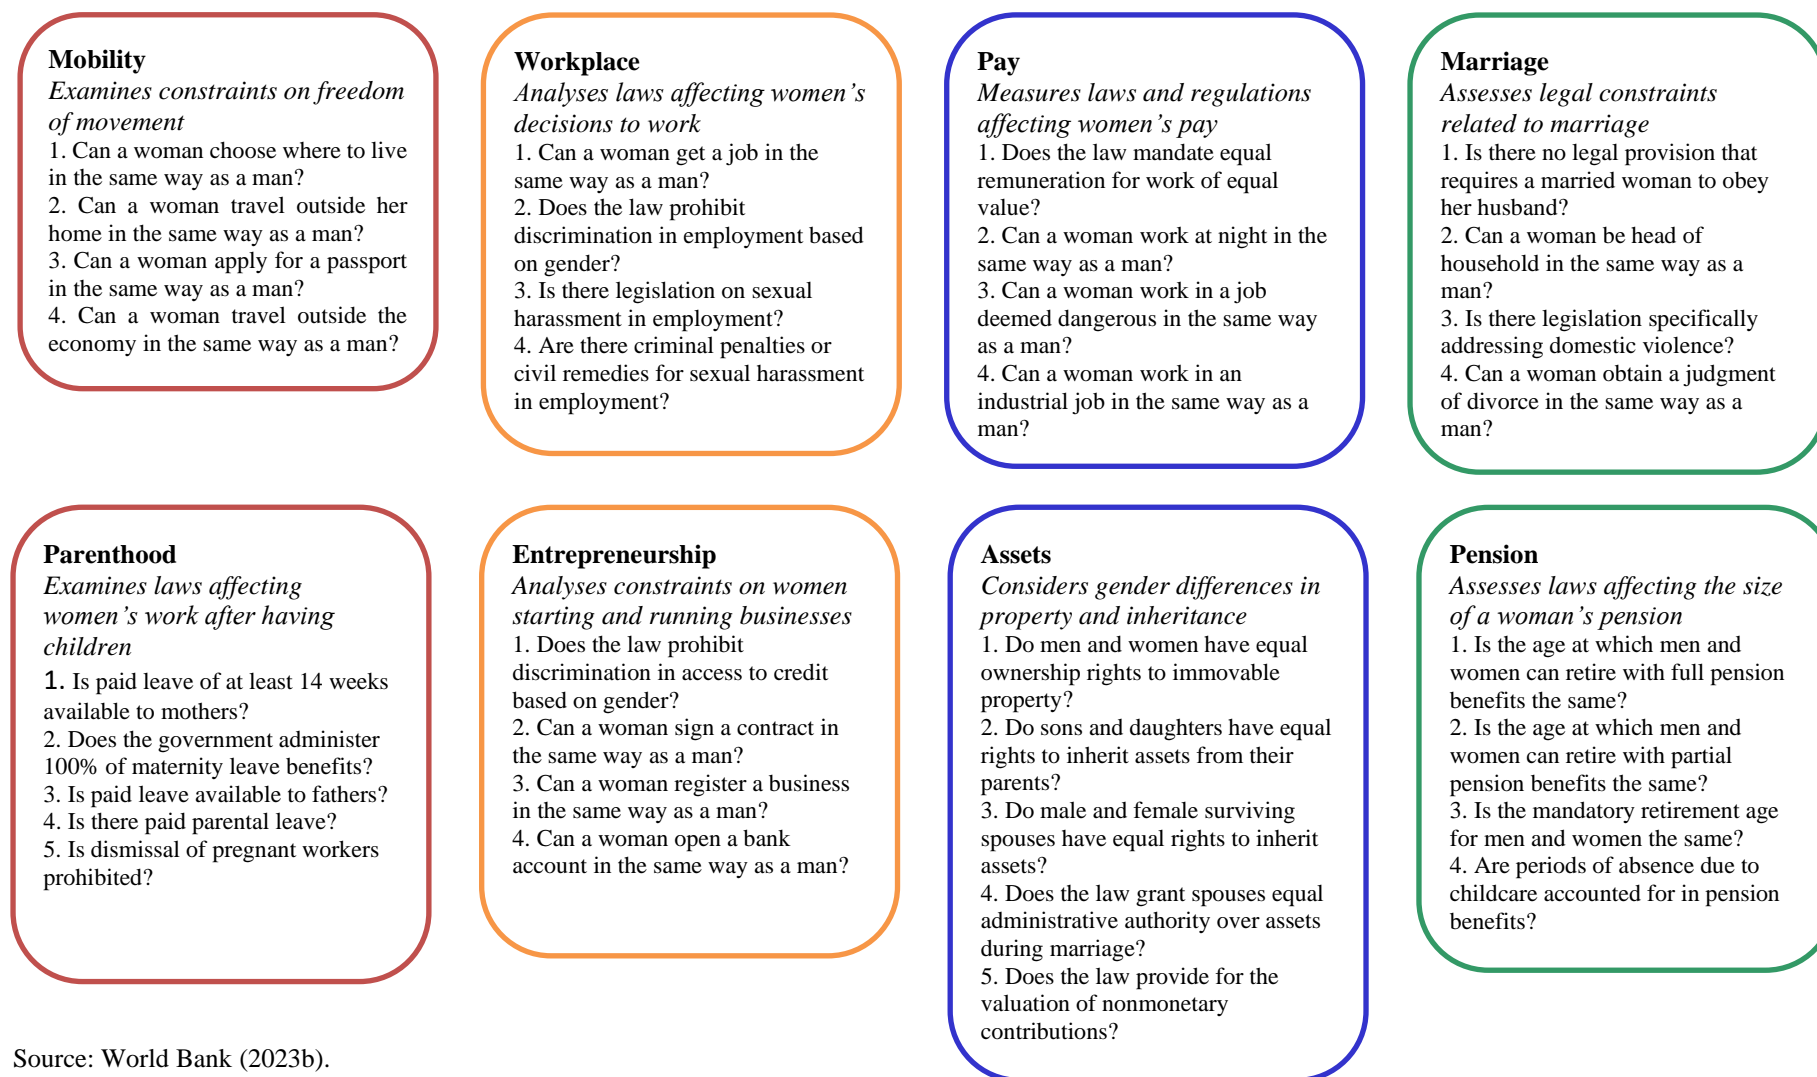 Mobility
Examines constraints on freedom
of movement
1. Can a woman choose where to live
in the same way as a man?
2. Can a woman travel outside her
home in the same way as a man?
3. Can a woman apply for a passport
in the same way as a man?
4. Can a woman travel outside the
economy in the same way as a man?
Workplace
Analyses laws affecting women’s
decisions to work
1. Can a woman get a job in the
same way as a man?
2. Does the law prohibit
discrimination in employment based
on gender?
3. Is there legislation on sexual
harassment in employment?
4. Are there criminal penalties or
civil remedies for sexual harassment
in employment?
Pay
Measures laws and regulations
affecting women’s pay
1. Does the law mandate equal
remuneration for work of equal
value?
2. Can a woman work at night in the
same way as a man?
3. Can a woman work in a job
deemed dangerous in the same way
as a man?
4. Can a woman work in an
industrial job in the same way as a
man?
Marriage
Assesses legal constraints
related to marriage
1. Is there no legal provision that
requires a married woman to obey
her husband?
2. Can a woman be head of
household in the same way as a
man?
3. Is there legislation specifically
addressing domestic violence?
4. Can a woman obtain a judgment
of divorce in the same way as a
man?
Parenthood
Examines laws affecting
women’s work after having
children
1. Is paid leave of at least 14 weeks
available to mothers?
2. Does the government administer
100% of maternity leave benefits?
3. Is paid leave available to fathers?
4. Is there paid parental leave?
5. Is dismissal of pregnant workers
prohibited?
Entrepreneurship
Analyses constraints on women
starting and running businesses
1. Does the law prohibit
discrimination in access to credit
based on gender?
2. Can a woman sign a contract in
the same way as a man?
3. Can a woman register a business
in the same way as a man?
4. Can a woman open a bank
account in the same way as a man?
Assets
Considers gender differences in
property and inheritance
1. Do men and women have equal
ownership rights to immovable
property?
2. Do sons and daughters have equal
rights to inherit assets from their
parents?
3. Do male and female surviving
spouses have equal rights to inherit
assets?
4. Does the law grant spouses equal
administrative authority over assets
during marriage?
5. Does the law provide for the
valuation of nonmonetary
contributions?
Pension
Assesses laws affecting the size
of a woman’s pension
1. Is the age at which men and
women can retire with full pension
benefits the same?
2. Is the age at which men and
women can retire with partial
pension benefits the same?
3. Is the mandatory retirement age
for men and women the same?
4. Are periods of absence due to
childcare accounted for in pension
benefits?
Source: World Bank (2023b).